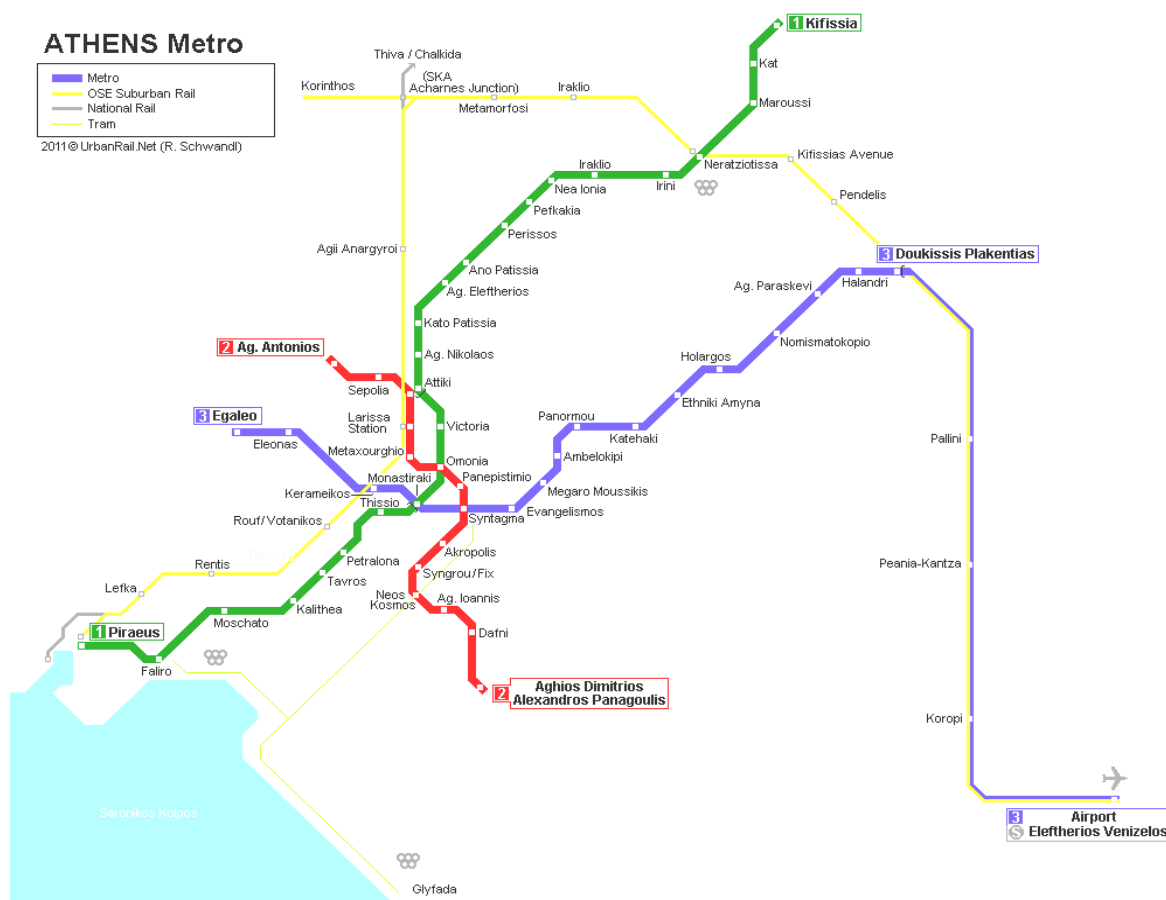 ATHENS Metro
Metro
OSE Suburban Rail
National Rail
Tram
2011 © UrbanRail.Net (R. Schwandl)
1 Kifissia
Kat
Maroussi
Thiva / Chalkida
(SKA
Acharnes Junction)
Korinthos
Metamorfosi
Iraklio
Neratziotissa
Kifissias Avenue
Pendelis
Iraklio
Irini
Nea Ionia
Pefkakia
Perissos
Agii Anargyroi
Ano Patissia
Ag. Eleftherios
3 Doukissis Plakentias
Halandri
Ag. Paraskevi
Nomismatokopio
Kato Patissia
Ag. Nikolaos
2 Ag. Antonios
Sepolia
Attiki
Holargos
Ethniki Amyna
3 Egaleo
Eleonas
Larissa
Station
Victoria
Panormou
Katehaki
Pallini
Metaxourghio
Omonia
Ambelokipi
Monastiraki
Panepistimio
Kerameikos
Thissio
Megaro Moussikis
Syntagma
Evangelismos
Rouf/Votanikos
Tavros
Akropolis
Rentis
Petralona
Syngrou/Fix
Peania-Kantza
Lefka
Tavros
Neos
Kosmos
Ag. Ioannis
Kalithea
Moschato
1 Piraeus
Dafni
Faliro
2 Aghios Dimitrios
Alexandros Panagoulis
Koropi
Saronikos Kolpos
3 Airport
S Eleftherios Venizelos
Glyfada